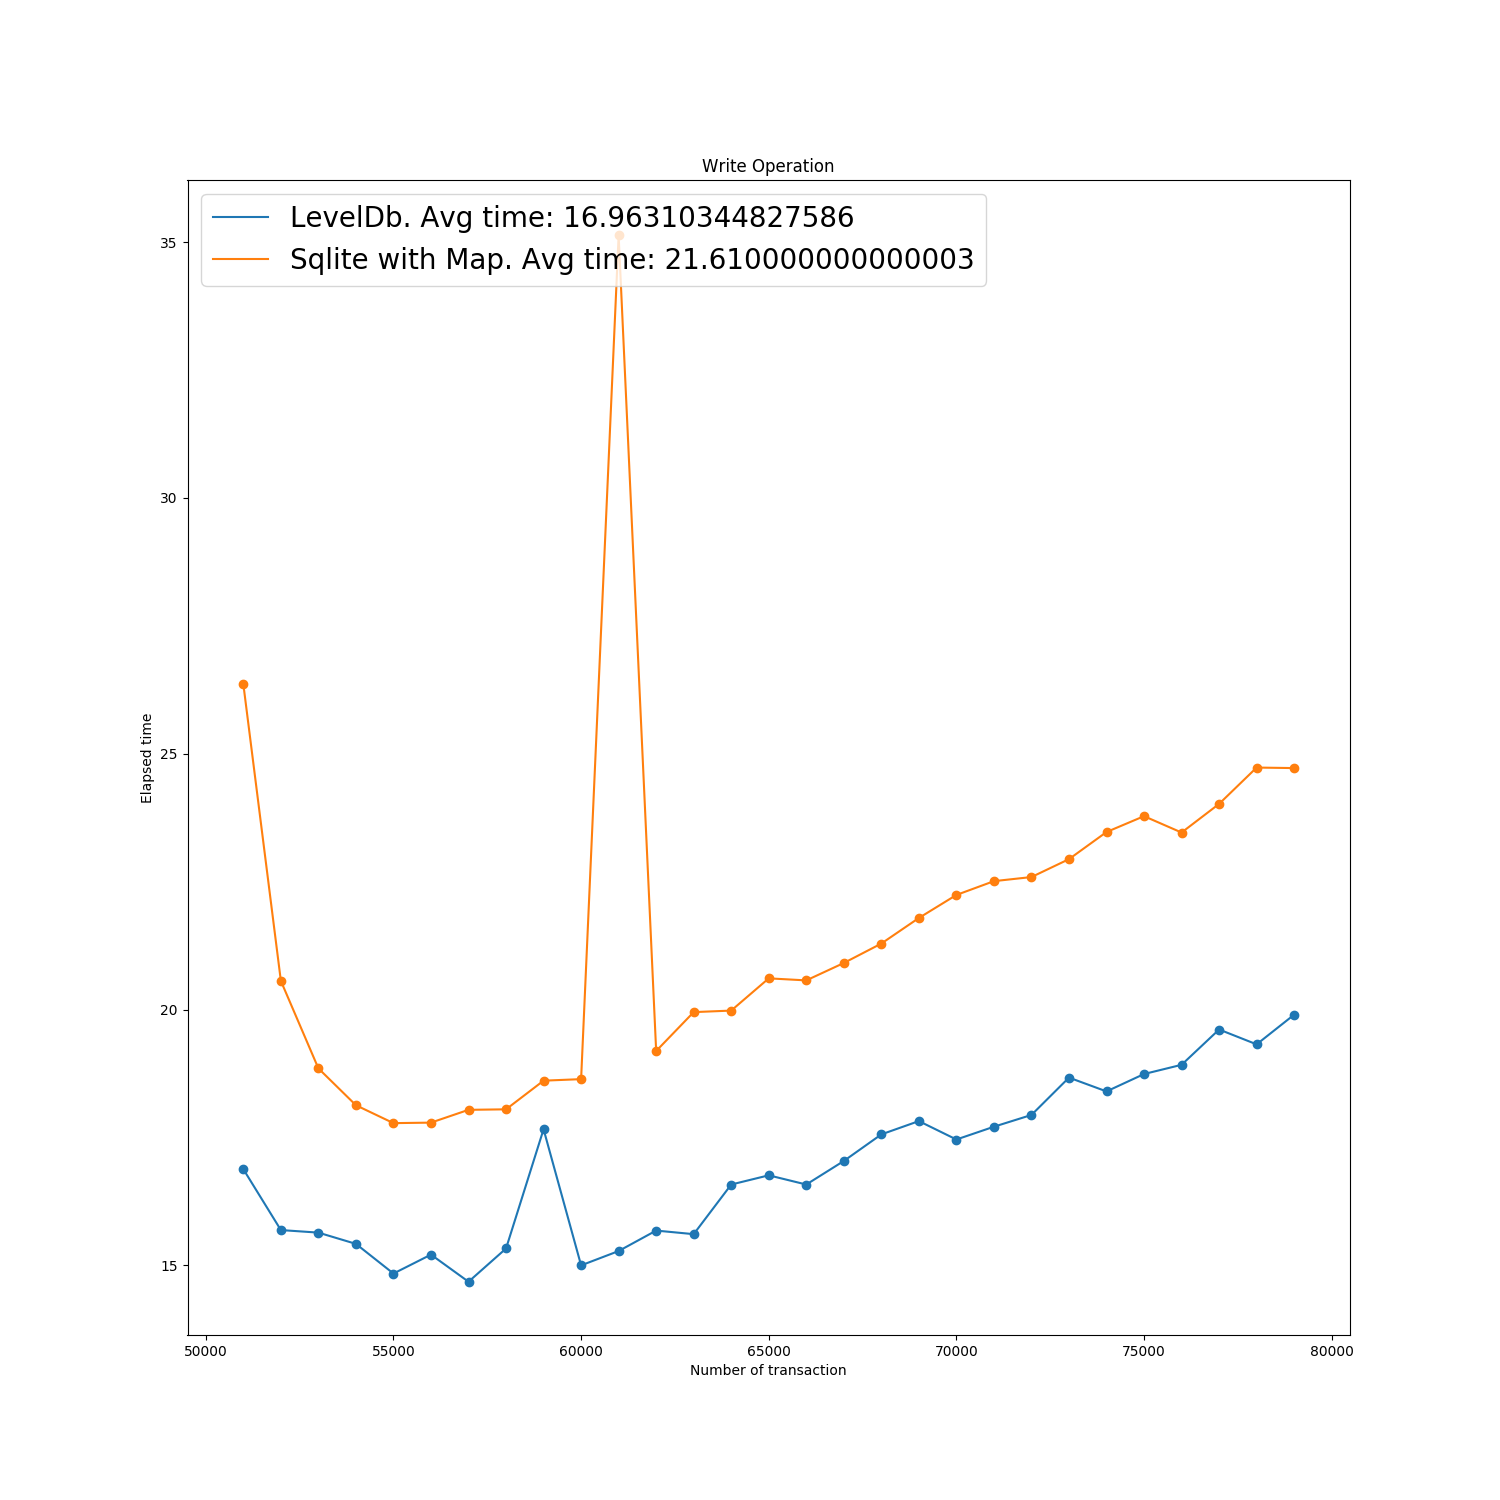 Write Operation
LevelDb. Avg time: 16.96310344827586
Sqlite with Map. Avg time: 21.610000000000003
35
30
25
20
15
Elapsed time
50000 55000 60000 65000 70000 75000 80000
Number of transaction